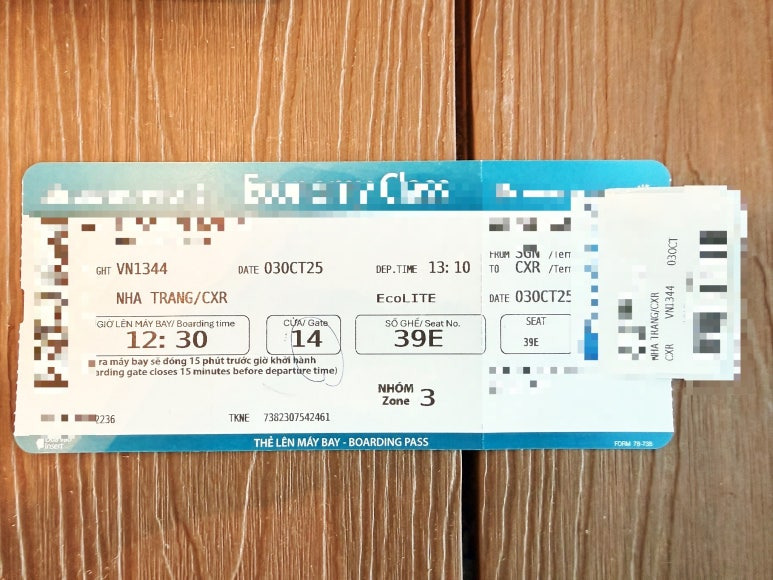 Economy Class
GHT VN1344 DATE 03OCT25 DEP.TIME 13:10
NHA TRANG/CXR EcoLITE
GIỜ LÊN MÁY BAY/ Boarding time CỬA/ Gate SỐ GHẾ/ Seat No.
12:30 14 39E
ra máy bay sẽ đóng 15 phút trước giờ khởi hành
arding gate closes 15 minutes before departure time)
NHÓM
Zone 3
2236 TKNE 7382307542461
THẺ LÊN MÁY BAY - BOARDING PASS
FROM SGN /Term
TO CXR /Term
DATE 03OCT25
SEAT
39E
Insert
FORM 78-735
NHA TRANG/CXR
CXR VN1344 03OCT